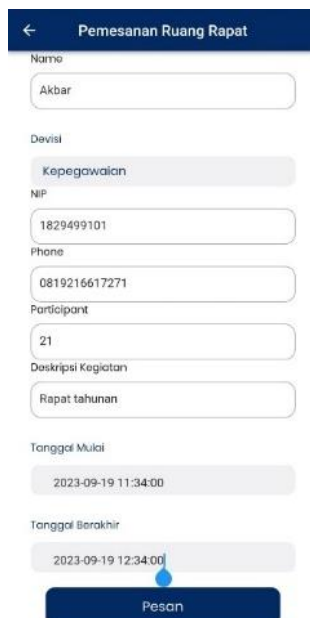 Pemesanan Ruang Rapat
Name
Akbar
Devisi
Kepegawaian
NIP
1829499101
Phone
0819216617271
Participant
21
Deskripsi Kegiatan
Rapat tahunan
Tanggal Mulai
2023-09-19 11:34:00
Tanggal Berakhir
2023-09-19 12:34:00
Pesan